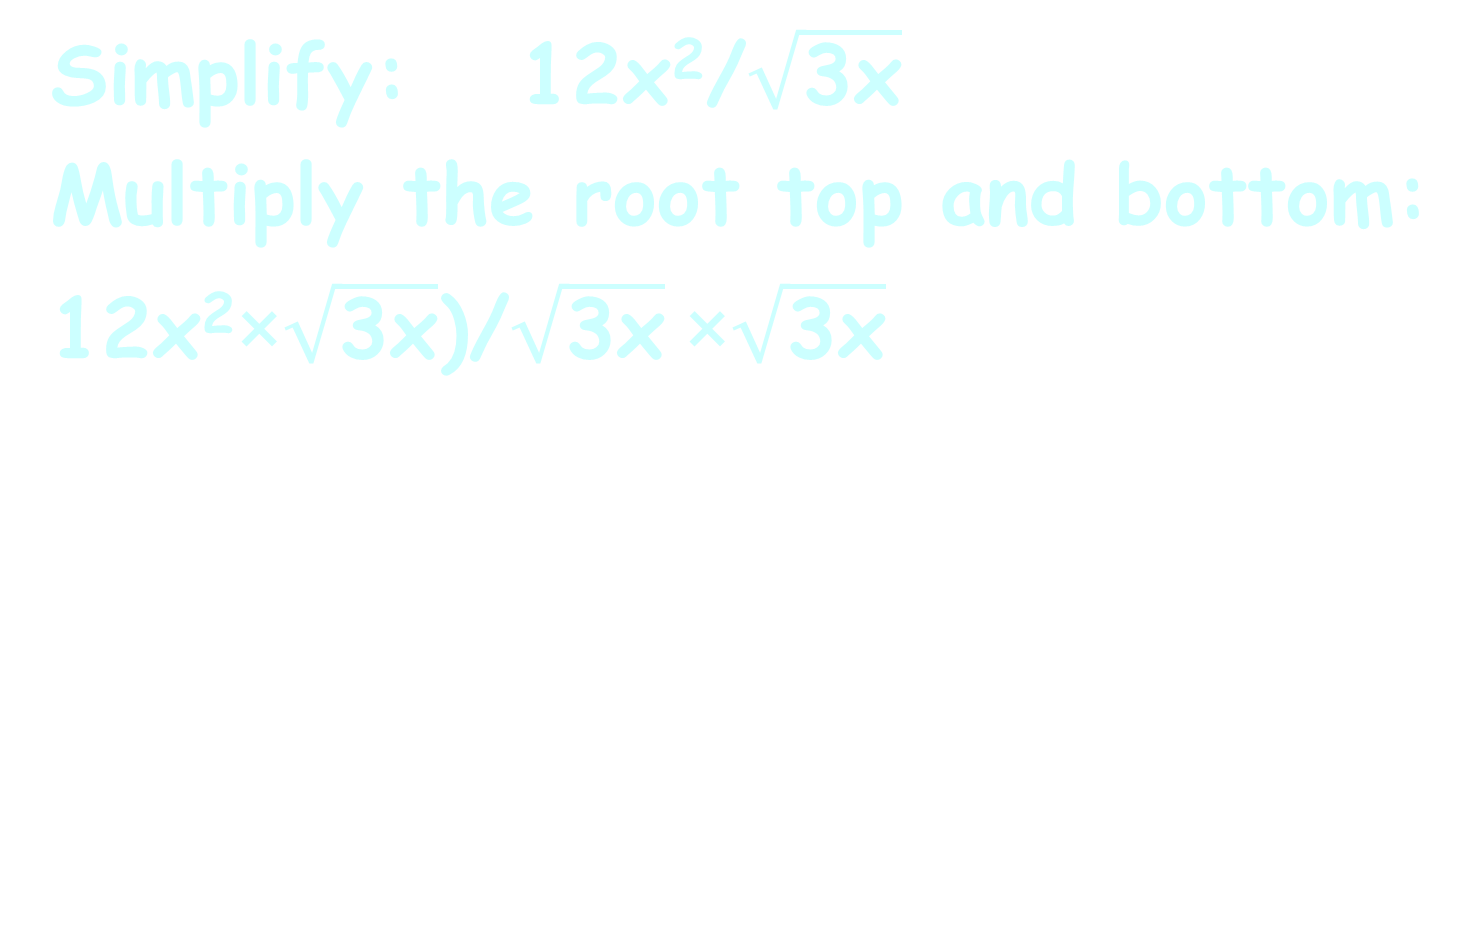 Simplify: 12x²/√3x
Multiply the root top and bottom:
12x²×√3x)/√3x ×√3x